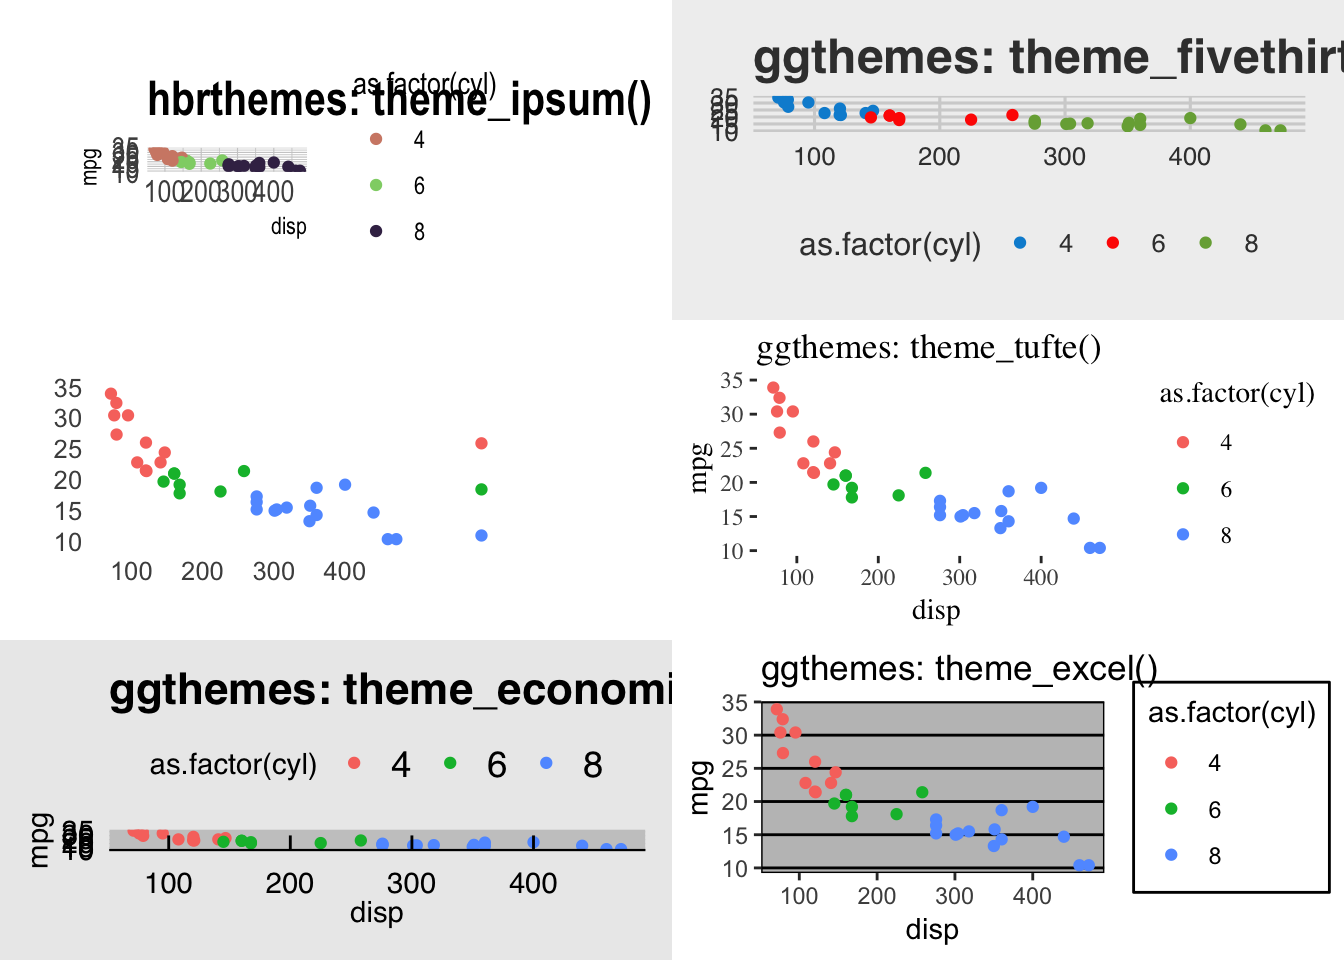 hbrthemes: theme_ipsum()
as.factor(cyl)
4
6
8
mpg
100 200 300 400
disp
ggthemes: theme_fivethirt
100 200 300 400
as.factor(cyl) 4 6 8
35
30
25
20
15
10
100 200 300 400
ggthemes: theme_tufte()
35
30
25
20
15
10
mpg
100 200 300 400
disp
as.factor(cyl)
4
6
8
ggthemes: theme_economi
as.factor(cyl) 4 6 8
mpg
100 200 300 400
disp
ggthemes: theme_excel()
35
30
25
20
15
10
mpg
100 200 300 400
disp
as.factor(cyl)
4
6
8